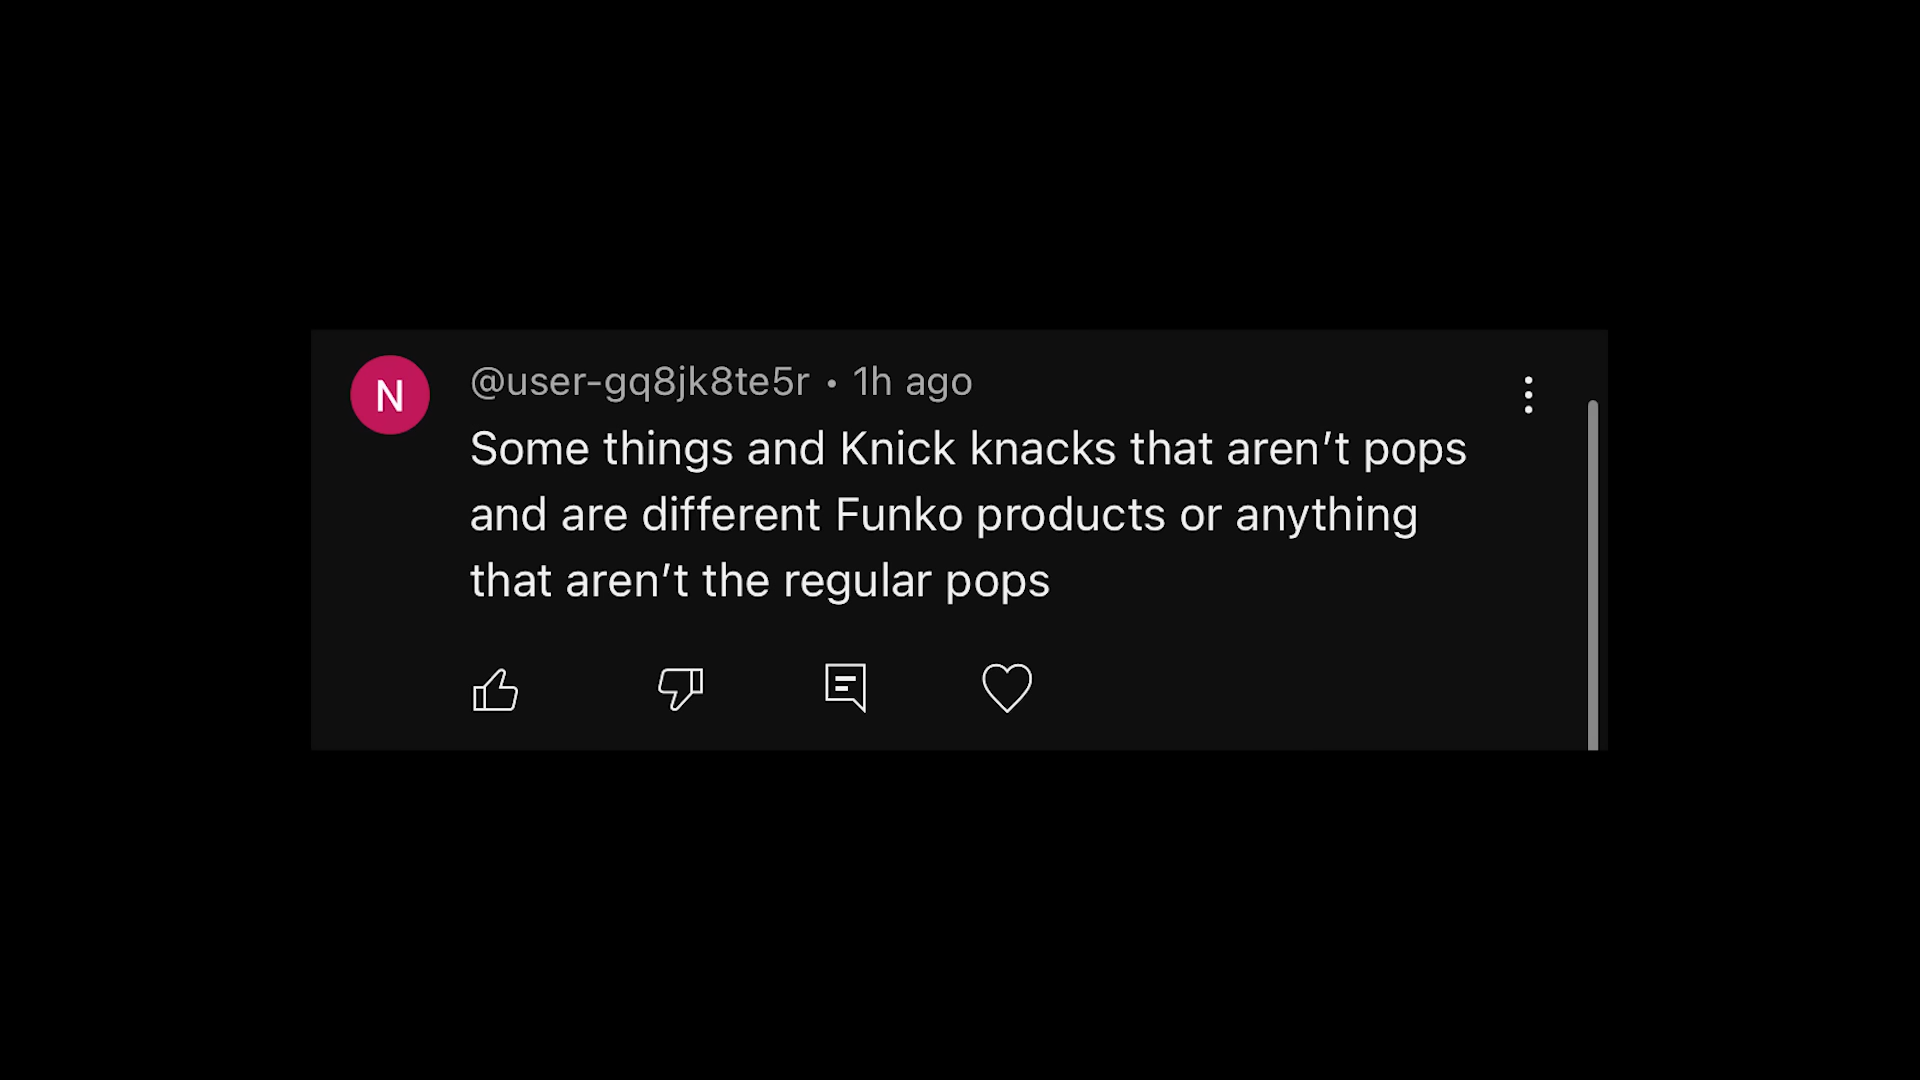 N
@user-gq8jk8te5r • 1h ago
Some things and Knick knacks that aren’t pops
and are different Funko products or anything
that aren’t the regular pops